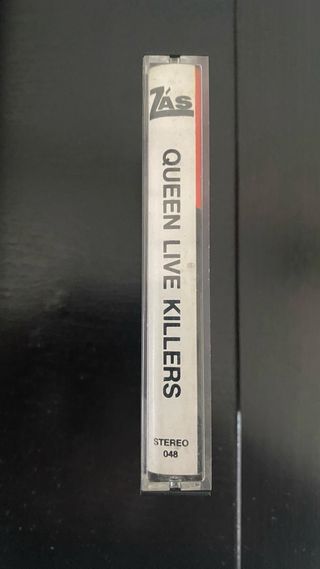 ZAS
QUEEN LIVE KILLERS
STEREO
048